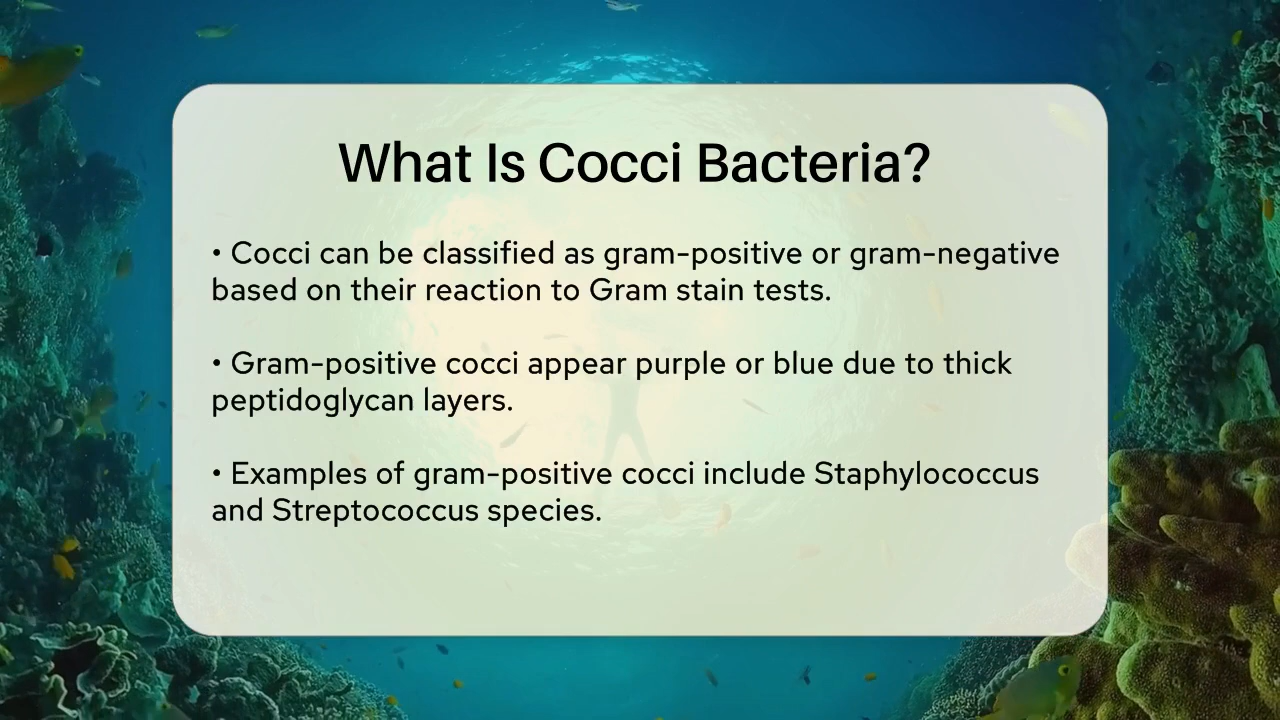 What Is Cocci Bacteria?
• Cocci can be classified as gram-positive or gram-negative
based on their reaction to Gram stain tests.
• Gram-positive cocci appear purple or blue due to thick
peptidoglycan layers.
• Examples of gram-positive cocci include Staphylococcus
and Streptococcus species.